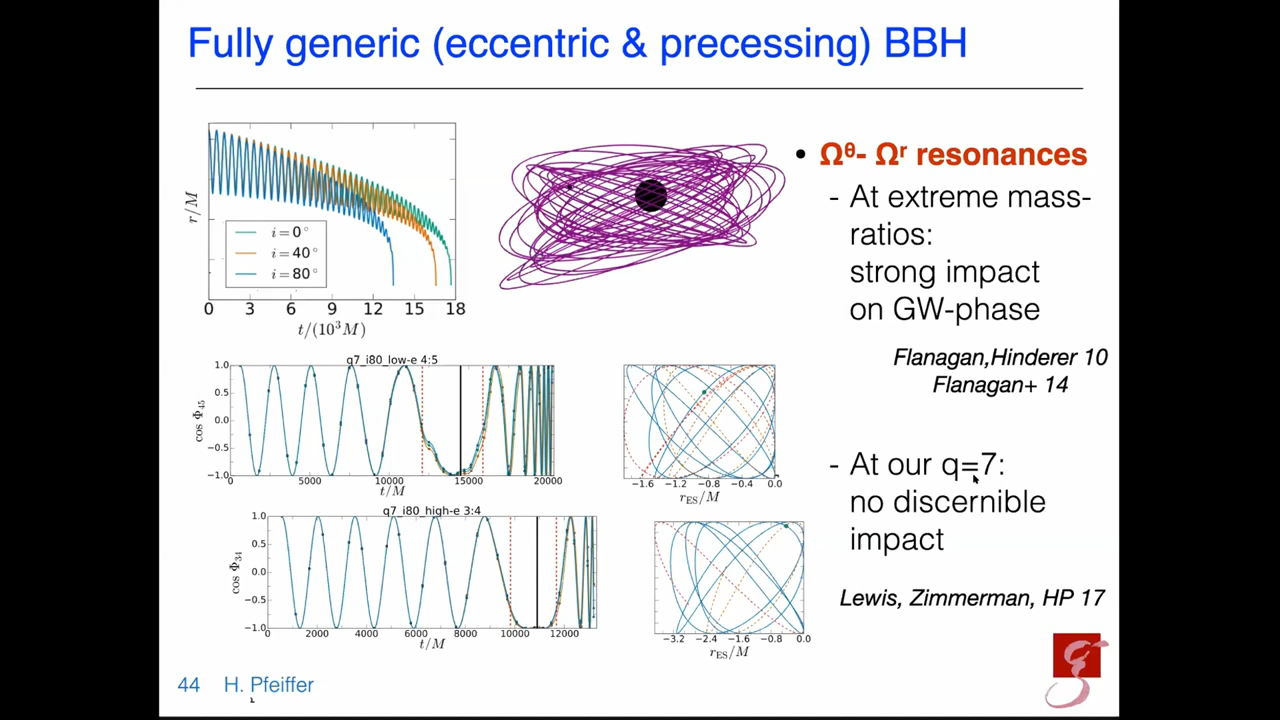 Fully generic (eccentric & precessing) BBH
r/M
i = 0°
i = 40°
i = 80°
0 3 6 9 12 15 18
t/(10³M)
• Ωᶿ- Ωʳ resonances
- At extreme mass-
ratios:
strong impact
on GW-phase
Flanagan,Hinderer 10
Flanagan+ 14
- At our q=7:
no discernible
impact
Lewis, Zimmerman, HP 17
q7_i80_low-e 4:5
cos Φ₄₅
1.0
0.5
0.0
−0.5
−1.0
0 5000 10000 15000 20000
t/M
−1.6 −1.2 −0.8 −0.4 0.0
r_ES/M
q7_i80_high-e 3:4
cos Φ₃₄
1.0
0.5
0.0
−0.5
−1.0
0 2000 4000 6000 8000 10000 12000
t/M
−3.2 −2.4 −1.6 −0.8 0.0
r_ES/M
44 H. Pfeiffer